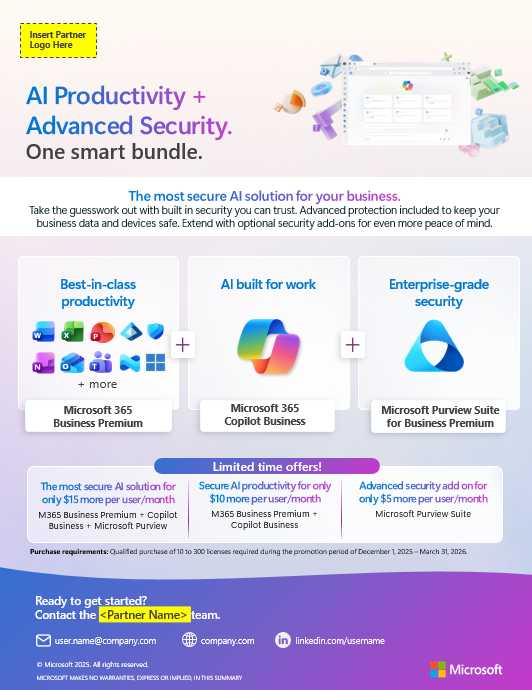 Insert Partner
Logo Here
AI Productivity +
Advanced Security.
One smart bundle.
The most secure AI solution for your business.
Take the guesswork out with built in security you can trust. Advanced protection included to keep your
business data and devices safe. Extend with optional security add-ons for even more peace of mind.
Best-in-class
productivity
W
X
P
N
O
T
+ more
Microsoft 365
Business Premium
+
AI built for work
Microsoft 365
Copilot Business
+
Enterprise-grade
security
Microsoft Purview Suite
for Business Premium
Limited time offers!
The most secure AI solution for
only $15 more per user/month
M365 Business Premium + Copilot
Business + Microsoft Purview
Secure AI productivity for only
$10 more per user/month
M365 Business Premium +
Copilot Business
Advanced security add on for
only $5 more per user/month
Microsoft Purview Suite
Purchase requirements: Qualified purchase of 10 to 300 licenses required during the promotion period of December 1, 2025 – March 31, 2026.
Ready to get started?
Contact the <Partner Name> team.
user.name@company.com
company.com
in
linkedin.com/username
© Microsoft 2025. All rights reserved.
MICROSOFT MAKES NO WARRANTIES, EXPRESS OR IMPLIED, IN THIS SUMMARY
Microsoft